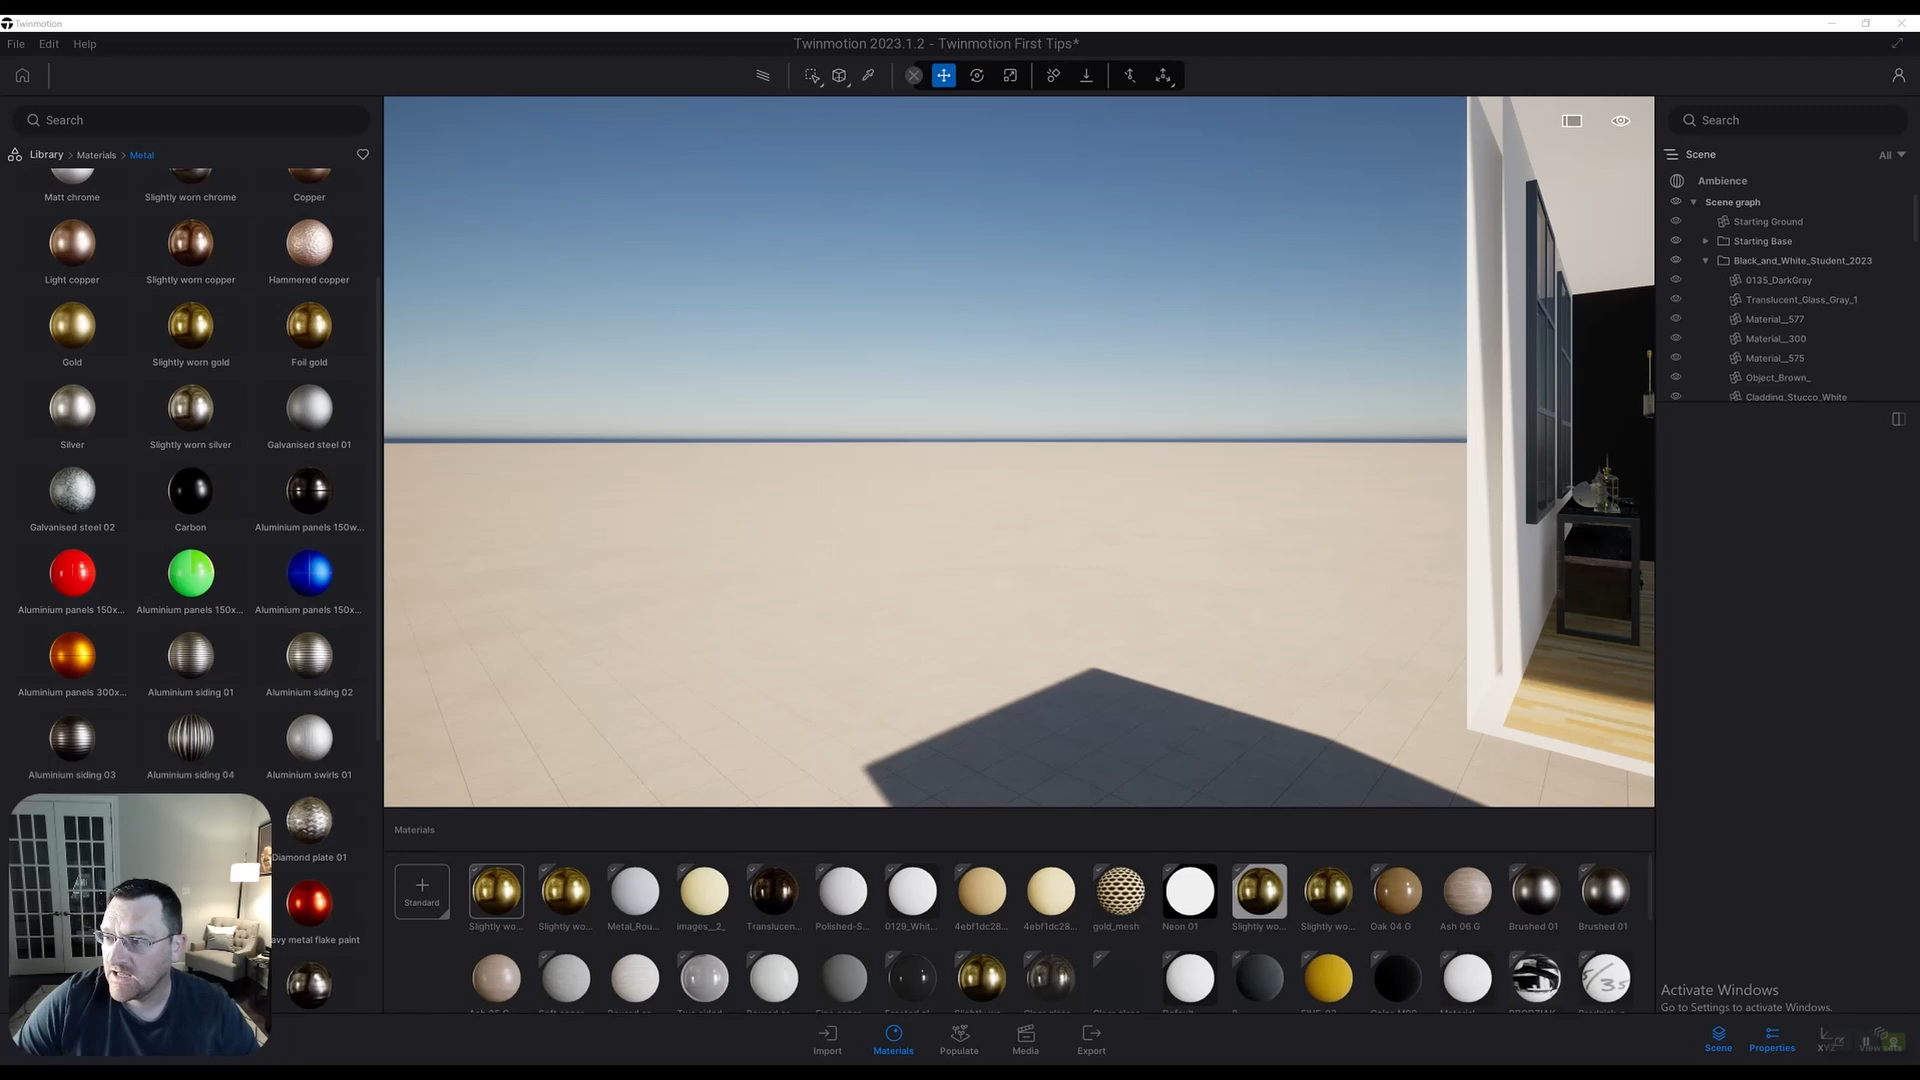 Twinmotion
File Edit Help
Twinmotion 2023.1.2 - Twinmotion First Tips*
Search
Library > Materials > Metal
Matt chrome
Slightly worn chrome
Copper
Light copper
Slightly worn copper
Hammered copper
Gold
Slightly worn gold
Foil gold
Silver
Slightly worn silver
Galvanised steel 01
Galvanised steel 02
Carbon
Aluminium panels 150w...
Aluminium panels 150x...
Aluminium panels 150x...
Aluminium panels 150x...
Aluminium panels 300x...
Aluminium siding 01
Aluminium siding 02
Aluminium siding 03
Aluminium siding 04
Aluminium swirls 01
Diamond plate 01
avy metal flake paint
Search
Scene
All
Ambience
Scene graph
Starting Ground
Starting Base
Black_and_White_Student_2023
0135_DarkGray
Translucent_Glass_Gray_1
Material__577
Material__300
Material__575
Object_Brown_
Cladding_Stucco_White
Materials
Standard
Slightly wo...
Slightly wo...
Metal_Rou...
images__2_
Translucen...
Polished-S...
0129_Whit...
4ebf1dc28...
4ebf1dc28...
gold_mesh
Neon 01
Slightly wo...
Slightly wo...
Oak 04 G
Ash 06 G
Brushed 01
Brushed 01
Activate Windows
Go to Settings to activate Windows.
Import
Materials
Populate
Media
Export
Scene
Properties